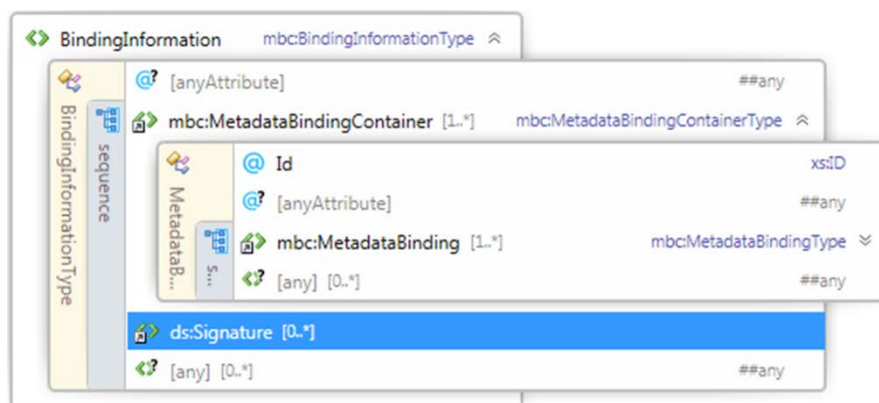 BindingInformation mbc:BindingInformationType
[anyAttribute] ##any
BindingInformationType
sequence
mbc:MetadataBindingContainer [1..*] mbc:MetadataBindingContainerType
MetadataB...
s...
@ Id xs:ID
[anyAttribute] ##any
mbc:MetadataBinding [1..*] mbc:MetadataBindingType
[any] [0..*] ##any
ds:Signature [0..*]
[any] [0..*] ##any